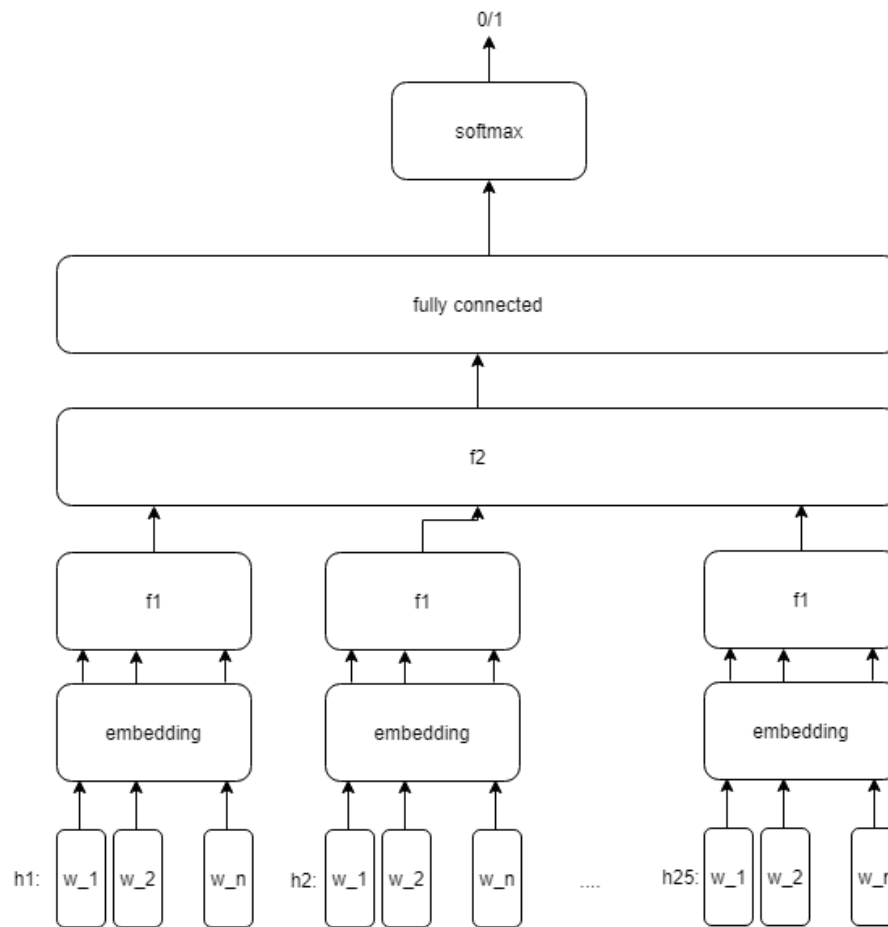 0/1
softmax
fully connected
f2
f1 f1 f1
embedding embedding embedding
h1: w_1 w_2 w_n h2: w_1 w_2 w_n .... h25: w_1 w_2 w_n